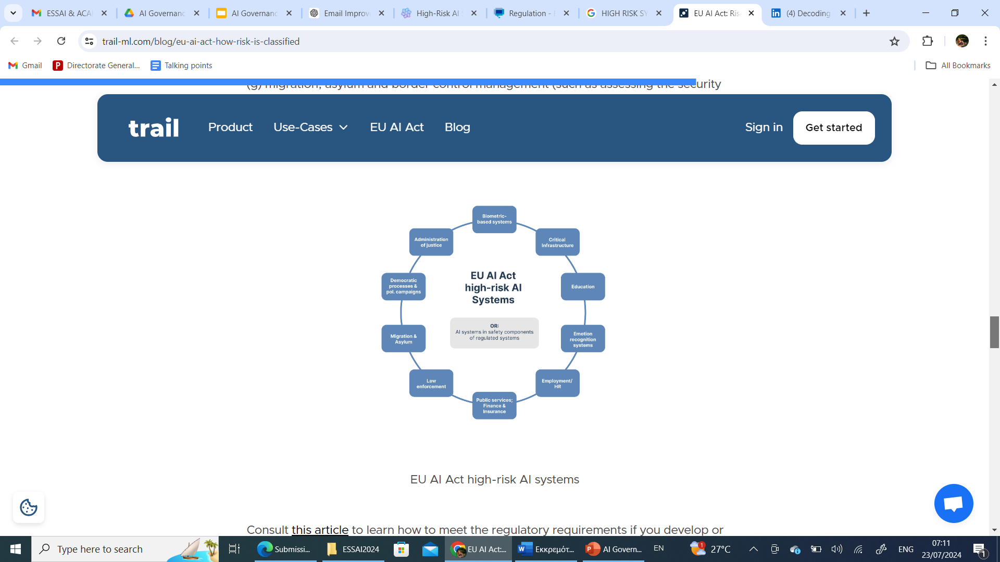 ESSAI & ACAI
AI Governanc
AI Governanc
Email Improv
High-Risk AI S
Regulation -
HIGH RISK SY
EU AI Act: Ris
(4) Decoding
trail-ml.com/blog/eu-ai-act-how-risk-is-classified
Gmail
Directorate General...
Talking points
All Bookmarks
(g) migration, asylum and border control management (such as assessing the security
trail
Product
Use-Cases
EU AI Act
Blog
Sign in
Get started
Biometric-
based systems
Administration
of justice
Critical
Infrastructure
EU AI Act
high-risk AI
Systems
Democratic
processes &
pol. campaigns
Education
OR:
AI systems in safety components
of regulated systems
Migration &
Asylum
Emotion
recognition
systems
Law
enforcement
Employment/
HR
Public services;
Finance &
Insurance
EU AI Act high-risk AI systems
Consult this article to learn how to meet the regulatory requirements if you develop or
Type here to search
Submissi...
ESSAI2024
EU AI Act:...
Εκκρεμότ...
AI Govern...
EN
1
27°C
ENG
07:11
23/07/2024
1